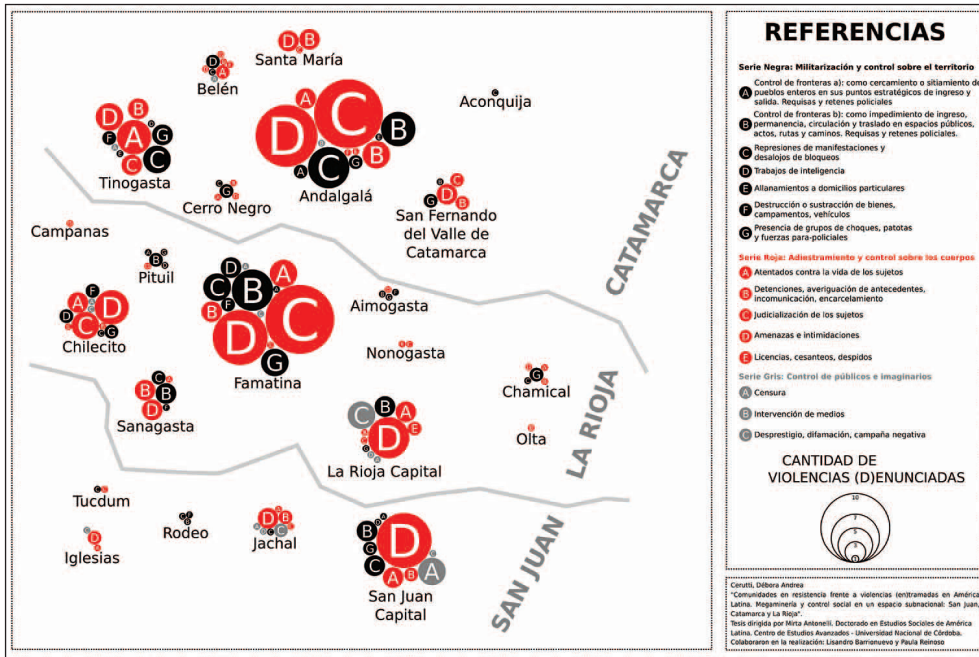 Santa María
Belén
Aconquija
Tinogasta
Andalgalá
Cerro Negro
San Fernando
del Valle de
Catamarca
Campanas
Pituil
Aimogasta
Chilecito
Famatina
Nonogasta
Chamical
Sanagasta
La Rioja Capital
Olta
Tucdum
Rodeo
Iglesias
Jachal
San Juan
Capital
CATAMARCA
LA RIOJA
SAN JUAN
REFERENCIAS
Serie Negra: Militarización y control sobre el territorio
A Control de fronteras a): como cercamiento o sitiamiento de
pueblos enteros en sus puntos estratégicos de ingreso y
salida. Requisas y retenes policiales
B Control de fronteras b): como impedimento de ingreso,
permanencia, circulación y traslado en espacios públicos,
actos, rutas y caminos. Requisas y retenes policiales.
C Represiones de manifestaciones y
desalojos de bloqueos
D Trabajos de inteligencia
E Allanamientos a domicilios particulares
F Destrucción o sustracción de bienes,
campamentos, vehículos
G Presencia de grupos de choques, patotas
y fuerzas para-policiales
Serie Roja: Adiestramiento y control sobre los cuerpos
A Atentados contra la vida de los sujetos
B Detenciones, averiguación de antecedentes,
incomunicación, encarcelamiento
C Judicialización de los sujetos
D Amenazas e intimidaciones
E Licencias, cesanteos, despidos
Serie Gris: Control de públicos e imaginarios
A Censura
B Intervención de medios
C Desprestigio, difamación, campaña negativa
CANTIDAD DE
VIOLENCIAS (D)ENUNCIADAS
10
Cerutti, Débora Andrea
"Comunidades en resistencia frente a violencias (en)tramadas en América
Latina. Megaminería y control social en un espacio subnacional: San Juan,
Catamarca y La Rioja".
Tesis dirigida por Mirta Antonelli. Doctorado en Estudios Sociales de América
Latina. Centro de Estudios Avanzados - Universidad Nacional de Córdoba.
Colaboraron en la realización: Lisandro Barrionuevo y Paula Reinoso